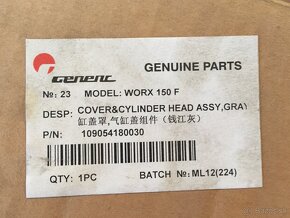 generic
GENUINE PARTS
No: 23 MODEL: WORX 150 F
DESP: COVER&CYLINDER HEAD ASSY,GRAY
缸盖罩,气缸盖组件（钱江灰）
P/N: 109054180030
QTY: 1PC BATCH №:ML12(224)